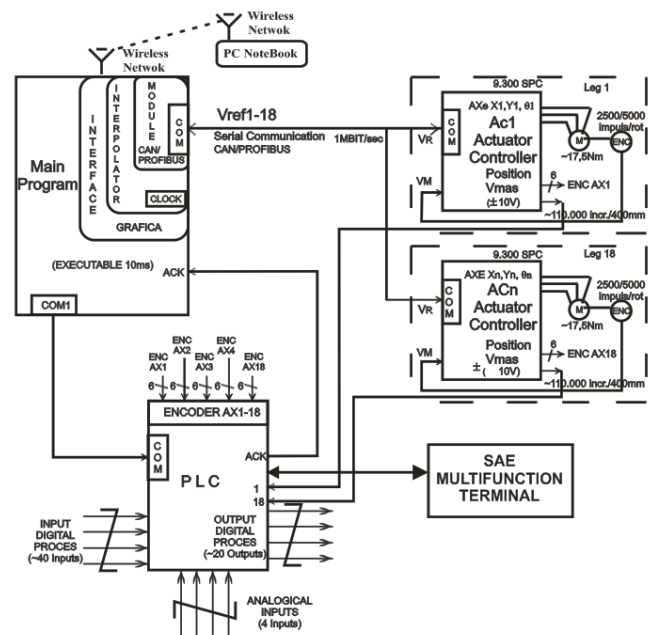 Wireless
Netwok
Wireless
Netwok
PC NoteBook
Main
Program
INTERFACE
INTERPOLATOR
MODULE
CAN/
PROFIBUS
COM
CLOCK
GRAFICA
(EXECUTABLE 10ms)
ACK
COM1
Vref1-18
Serial Communication
CAN/PROFIBUS
1MBIT/sec
9.300 SPC
Leg 1
VR
COM
AXe X1,Y1, θ1
Ac1
Actuator
Controller
Position
Vmas
(±10V)
VM
M
~17,5Nm
2500/5000
impuls/rot
ENC
6
ENC AX1
~110.000 incr./400mm
9.300 SPC
Leg 18
VR
COM
AXE Xn,Yn, θn
ACn
Actuator
Controller
Position
Vmas
± ( 10V)
VM
M
~17,5Nm
2500/5000
impuls/rot
ENC
6
ENC AX18
~110.000 incr./400mm
ENC
AX1
ENC
AX2
ENC
AX3
ENC
AX4
ENC
AX18
6
6
6
6
6
ENCODER AX1-18
COM
PLC
ACK
1
18
SAE
MULTIFUNCTION
TERMINAL
INPUT
DIGITAL
PROCES
(~40 Inputs)
OUTPUT
DIGITAL
PROCES
(~20 Outputs)
ANALOGICAL
INPUTS
(4 Inputs)